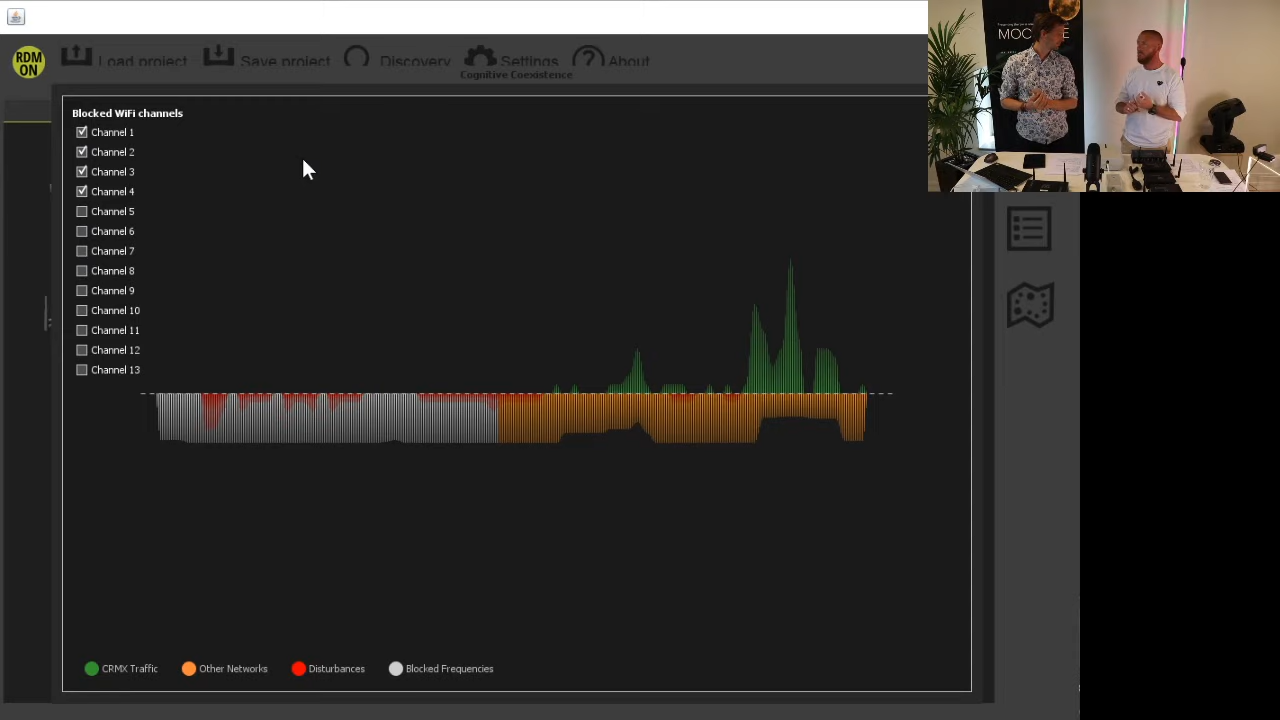 RDM
ON
Load project
Save project
Discovery
Settings
About
Cognitive Coexistence
Blocked WiFi channels
Channel 1
Channel 2
Channel 3
Channel 4
Channel 5
Channel 6
Channel 7
Channel 8
Channel 9
Channel 10
Channel 11
Channel 12
Channel 13
CRMX Traffic
Other Networks
Disturbances
Blocked Frequencies